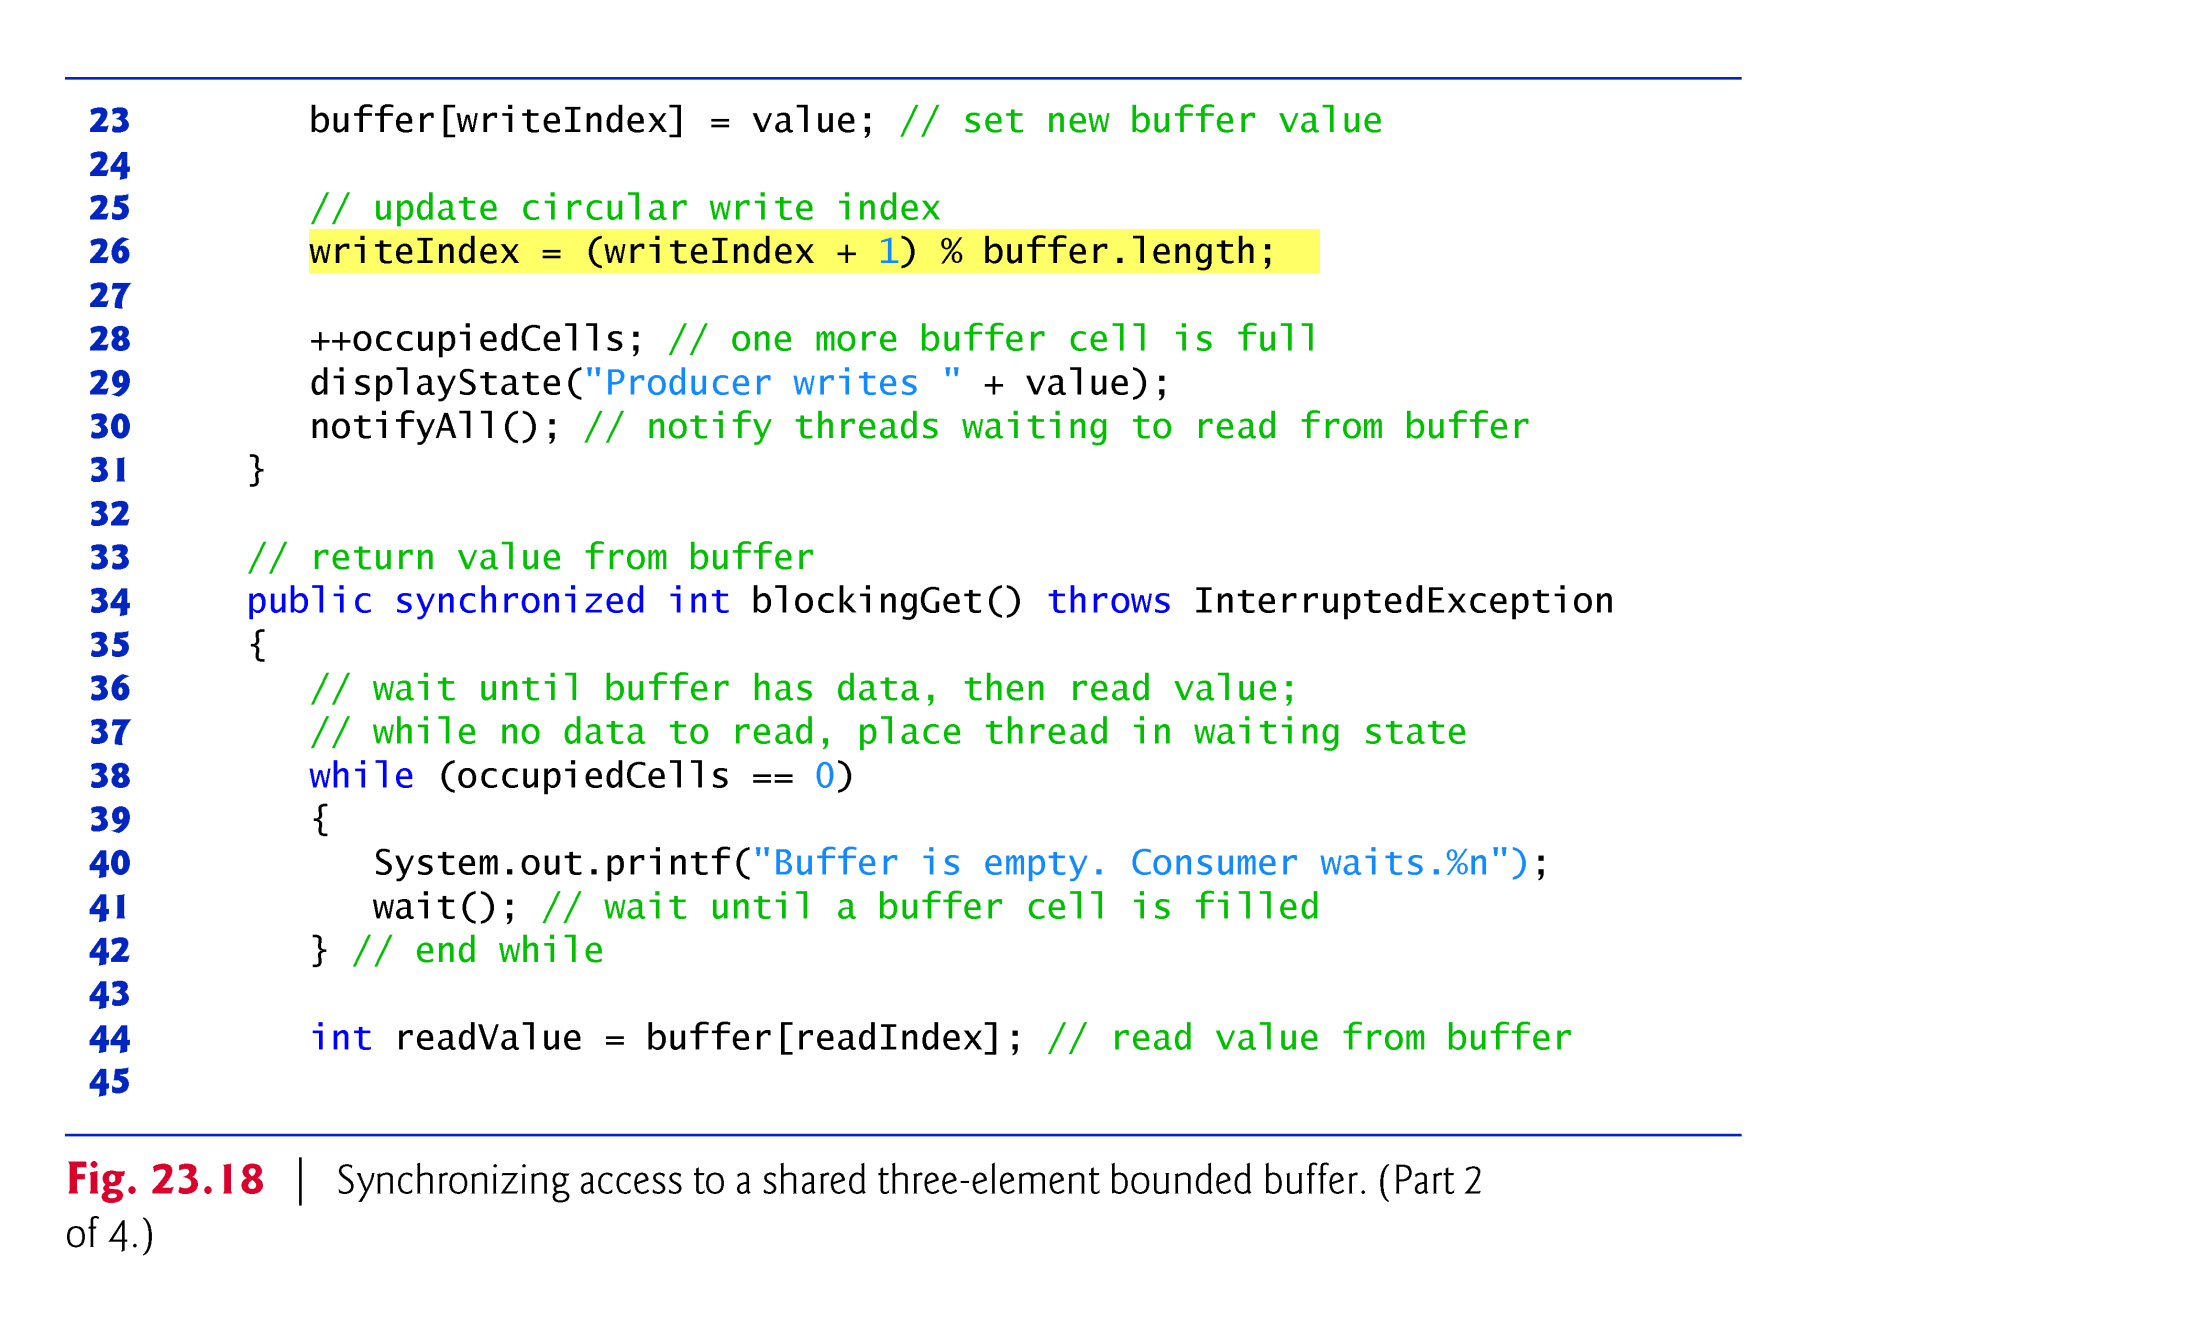 23 buffer[writeIndex] = value; // set new buffer value
24
25 // update circular write index
26 writeIndex = (writeIndex + 1) % buffer.length;
27
28 ++occupiedCells; // one more buffer cell is full
29 displayState("Producer writes " + value);
30 notifyAll(); // notify threads waiting to read from buffer
31 }
32
33 // return value from buffer
34 public synchronized int blockingGet() throws InterruptedException
35 {
36 // wait until buffer has data, then read value;
37 // while no data to read, place thread in waiting state
38 while (occupiedCells == 0)
39 {
40 System.out.printf("Buffer is empty. Consumer waits.%n");
41 wait(); // wait until a buffer cell is filled
42 } // end while
43
44 int readValue = buffer[readIndex]; // read value from buffer
45
Fig. 23.18 | Synchronizing access to a shared three-element bounded buffer. (Part 2
of 4.)